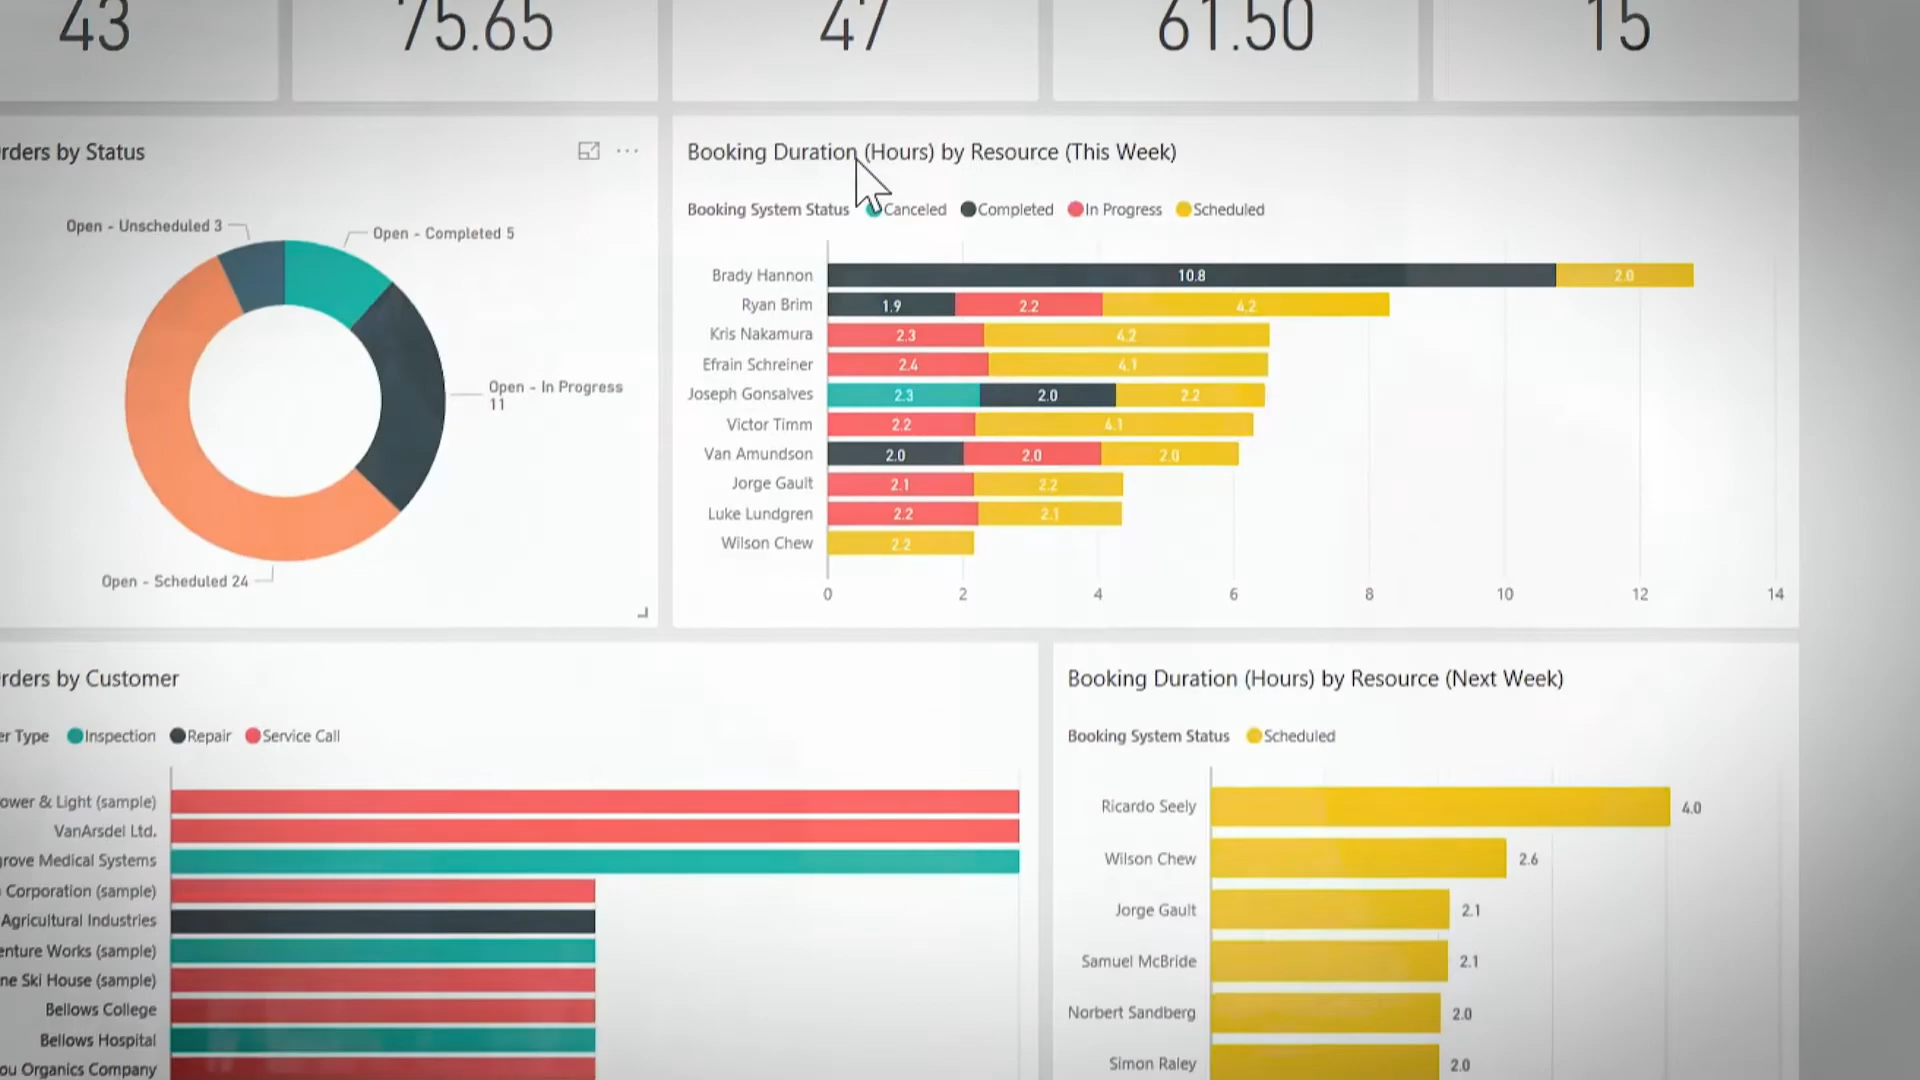 43
75.65
47
61.50
15
rders by Status
Open - Unscheduled 3
Open - Completed 5
Open - In Progress
11
Open - Scheduled 24
Booking Duration (Hours) by Resource (This Week)
Booking System Status Canceled Completed In Progress Scheduled
Brady Hannon 10.8 2.0
Ryan Brim 1.9 2.2 4.2
Kris Nakamura 2.3 4.2
Efrain Schreiner 2.4 4.1
Joseph Gonsalves 2.3 2.0 2.2
Victor Timm 2.2 4.1
Van Amundson 2.0 2.0 2.0
Jorge Gault 2.1 2.2
Luke Lundgren 2.2 2.1
Wilson Chew 2.2
0 2 4 6 8 10 12 14
rders by Customer
er Type Inspection Repair Service Call
ower & Light (sample)
VanArsdel Ltd.
rove Medical Systems
Corporation (sample)
Agricultural Industries
enture Works (sample)
ne Ski House (sample)
Bellows College
Bellows Hospital
ou Organics Company
Booking Duration (Hours) by Resource (Next Week)
Booking System Status Scheduled
Ricardo Seely 4.0
Wilson Chew 2.6
Jorge Gault 2.1
Samuel McBride 2.1
Norbert Sandberg 2.0
Simon Raley 2.0